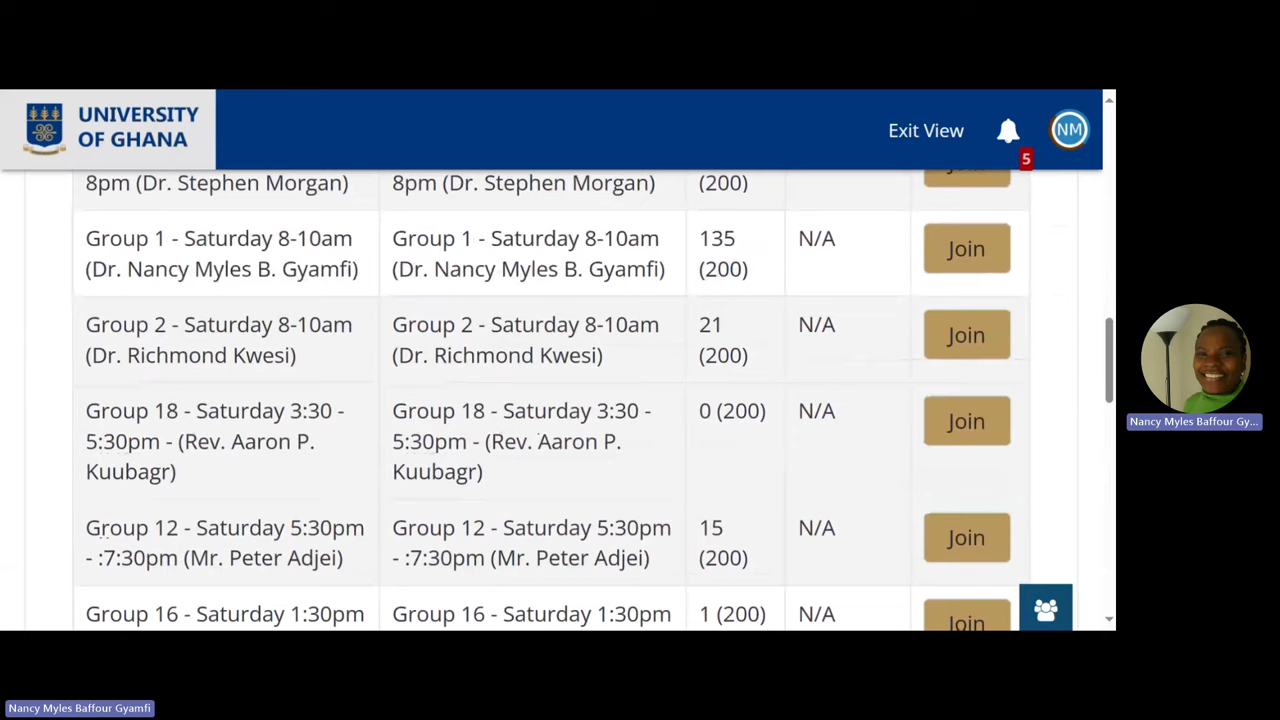 UNIVERSITY
OF GHANA
Exit View
NM
5
8pm (Dr. Stephen Morgan) 8pm (Dr. Stephen Morgan) (200) Join
Group 1 - Saturday 8-10am Group 1 - Saturday 8-10am 135 N/A Join
(Dr. Nancy Myles B. Gyamfi) (Dr. Nancy Myles B. Gyamfi) (200)
Group 2 - Saturday 8-10am Group 2 - Saturday 8-10am 21 N/A Join
(Dr. Richmond Kwesi) (Dr. Richmond Kwesi) (200)
Group 18 - Saturday 3:30 - Group 18 - Saturday 3:30 - 0 (200) N/A Join
5:30pm - (Rev. Aaron P. 5:30pm - (Rev. Aaron P.
Kuubagr) Kuubagr)
Group 12 - Saturday 5:30pm Group 12 - Saturday 5:30pm 15 N/A Join
- :7:30pm (Mr. Peter Adjei) - :7:30pm (Mr. Peter Adjei) (200)
Group 16 - Saturday 1:30pm Group 16 - Saturday 1:30pm 1 (200) N/A Join
Nancy Myles Baffour Gy...
Nancy Myles Baffour Gyamfi